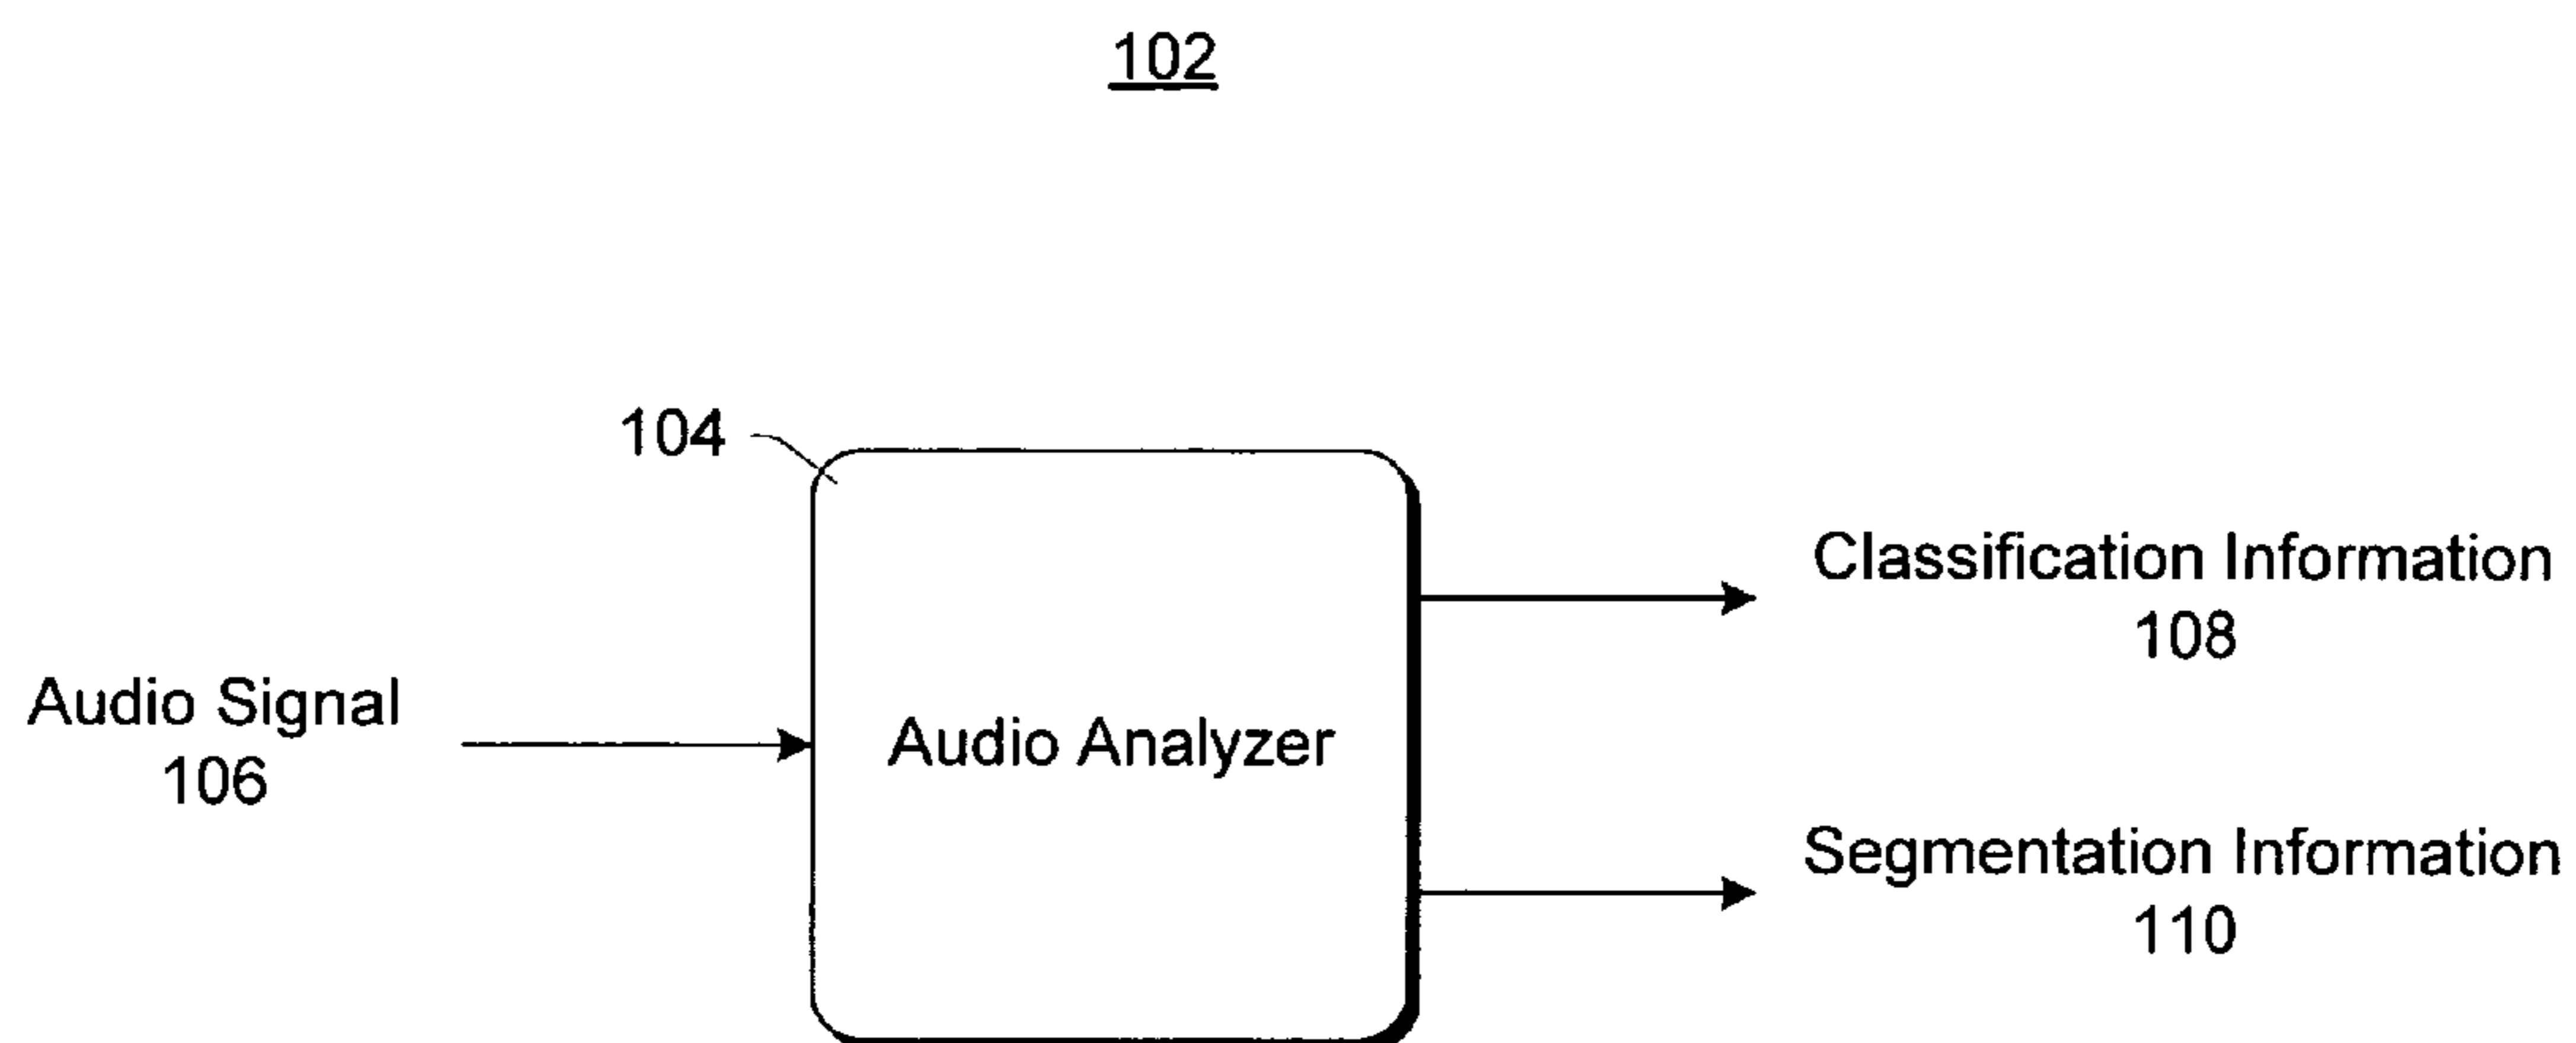 102
104
Audio Signal
106
Audio Analyzer
Classification Information
108
Segmentation Information
110